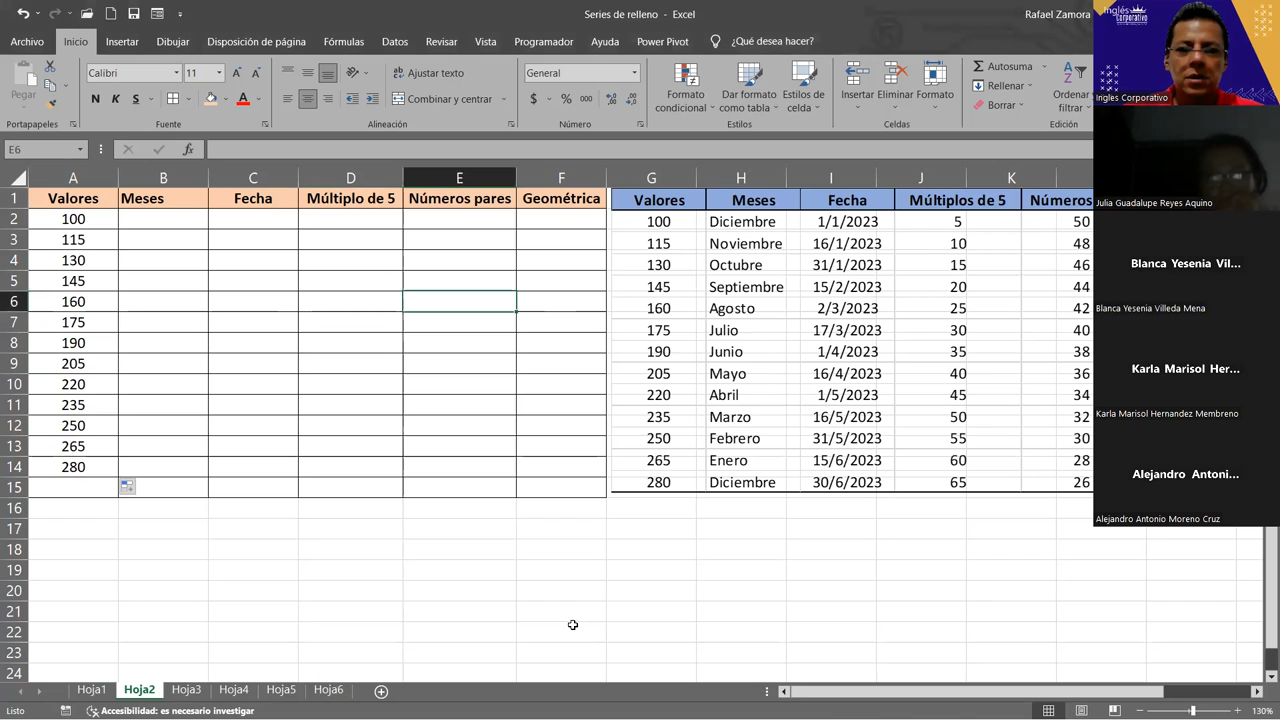 Series de relleno - Excel
Rafael Zamora
Archivo Inicio Insertar Dibujar Disposición de página Fórmulas Datos Revisar Vista Programador Ayuda Power Pivot ¿Qué desea hacer?
Pegar
Calibri 11
N K S
Ajustar texto
Combinar y centrar
General
$ % 000
Formato condicional
Dar formato como tabla
Estilos de celda
Insertar Eliminar Formato
Autosuma
Rellenar
Borrar
Ordenar
filtrar
Portapapeles Fuente Alineación Número Estilos Celdas Edición
E6
fx
A B C D E F G H I J K
1 Valores Meses Fecha Múltiplo de 5 Números pares Geométrica Valores Meses Fecha Múltiplos de 5 Números
2 100 100 Diciembre 1/1/2023 5 50
3 115 115 Noviembre 16/1/2023 10 48
4 130 130 Octubre 31/1/2023 15 46
5 145 145 Septiembre 15/2/2023 20 44
6 160 160 Agosto 2/3/2023 25 42
7 175 175 Julio 17/3/2023 30 40
8 190 190 Junio 1/4/2023 35 38
9 205 205 Mayo 16/4/2023 40 36
10 220 220 Abril 1/5/2023 45 34
11 235 235 Marzo 16/5/2023 50 32
12 250 250 Febrero 31/5/2023 55 30
13 265 265 Enero 15/6/2023 60 28
14 280 280 Diciembre 30/6/2023 65 26
15
16
17
18
19
20
21
22
23
24
Hoja1 Hoja2 Hoja3 Hoja4 Hoja5 Hoja6
Listo Accesibilidad: es necesario investigar
130%
Inglés
Corporativo
Ingles Corporativo
Julia Guadalupe Reyes Aquino
Blanca Yesenia Vil...
Blanca Yesenia Villeda Mena
Karla Marisol Her...
Karla Marisol Hernandez Membreno
Alejandro Antoni...
Alejandro Antonio Moreno Cruz